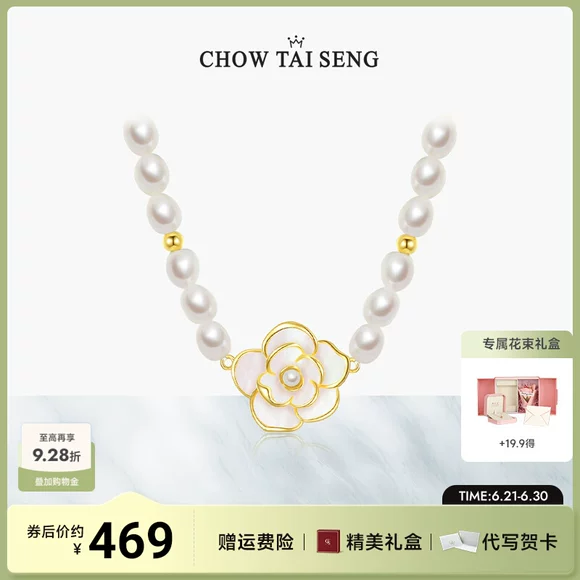 CHOW TAI SENG
专属花束礼盒
+19.9得
至高再享
9.28折
叠加购物金
TIME:6.21-6.30
券后价约
¥469
赠运费险
精美礼盒
代写贺卡